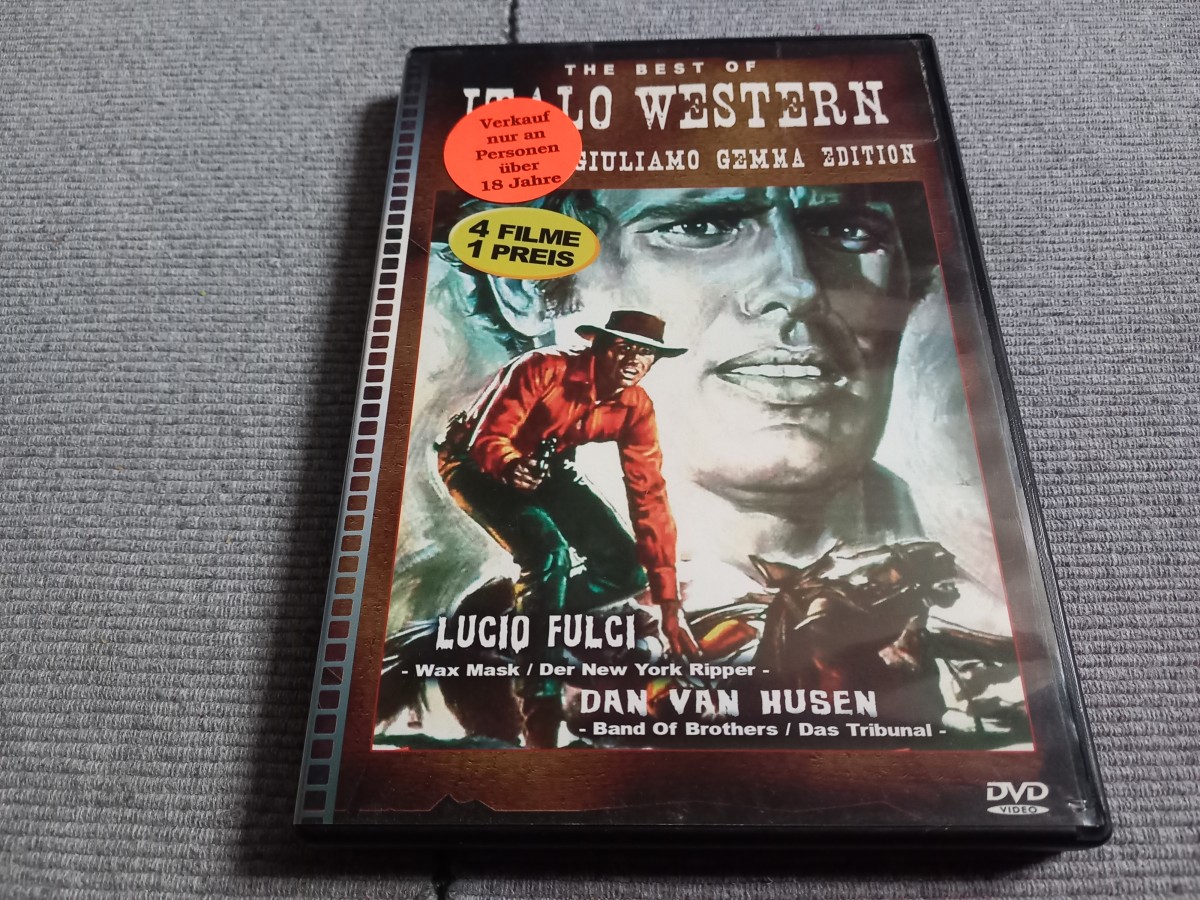 THE BEST OF
ITALO WESTERN
GIULIAMO GEMMA EDITION
Verkauf
nur an
Personen
über
18 Jahre
4 FILME
1 PREIS
LUCIO FULCI
- Wax Mask / Der New York Ripper -
DAN VAN HUSEN
- Band Of Brothers / Das Tribunal -
DVD
VIDEO